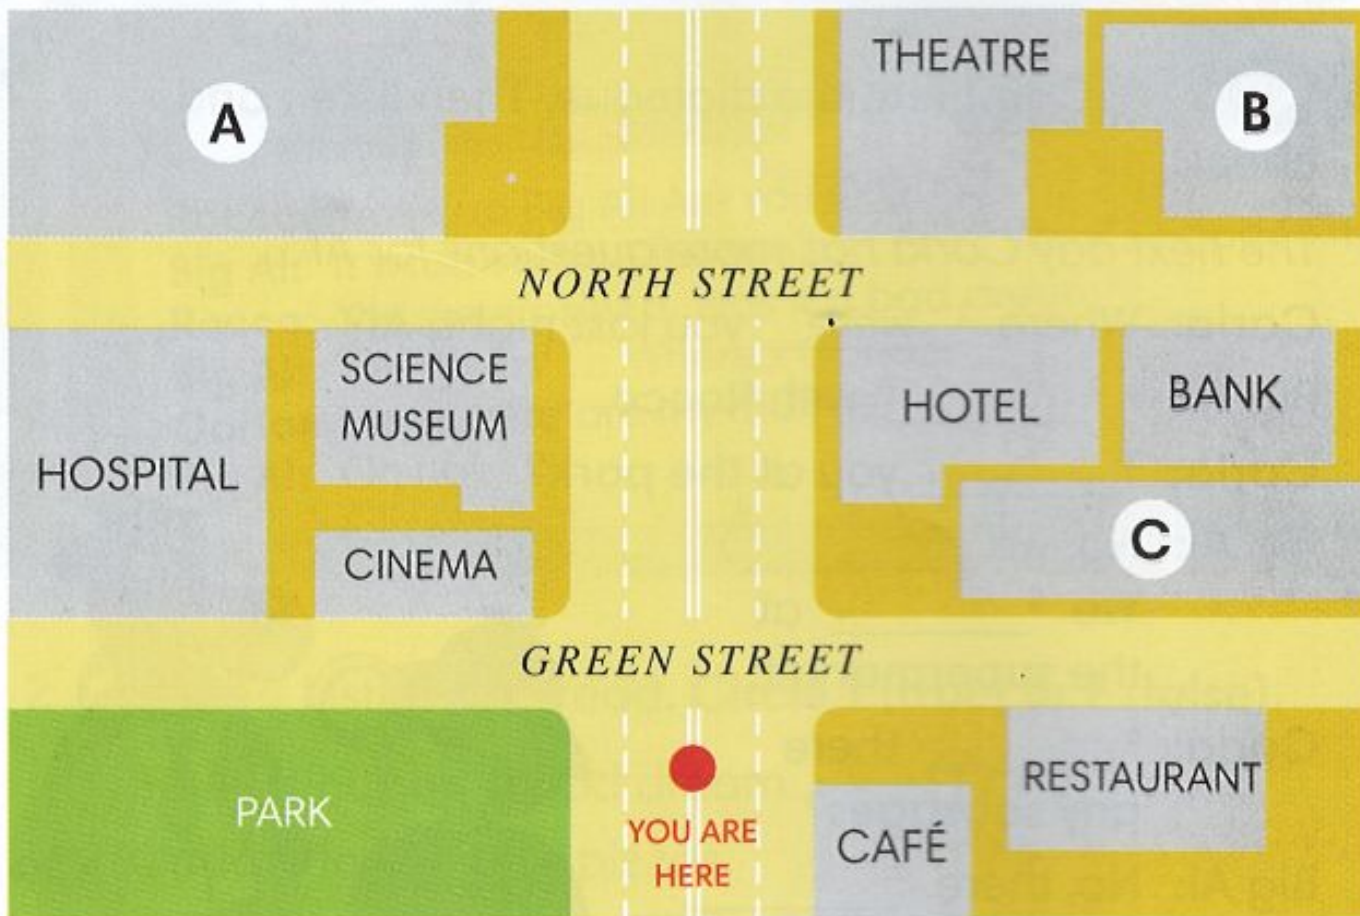 A
THEATRE
B
NORTH STREET
HOSPITAL
SCIENCE
MUSEUM
CINEMA
HOTEL
BANK
C
GREEN STREET
PARK
YOU ARE
HERE
CAFÉ
RESTAURANT